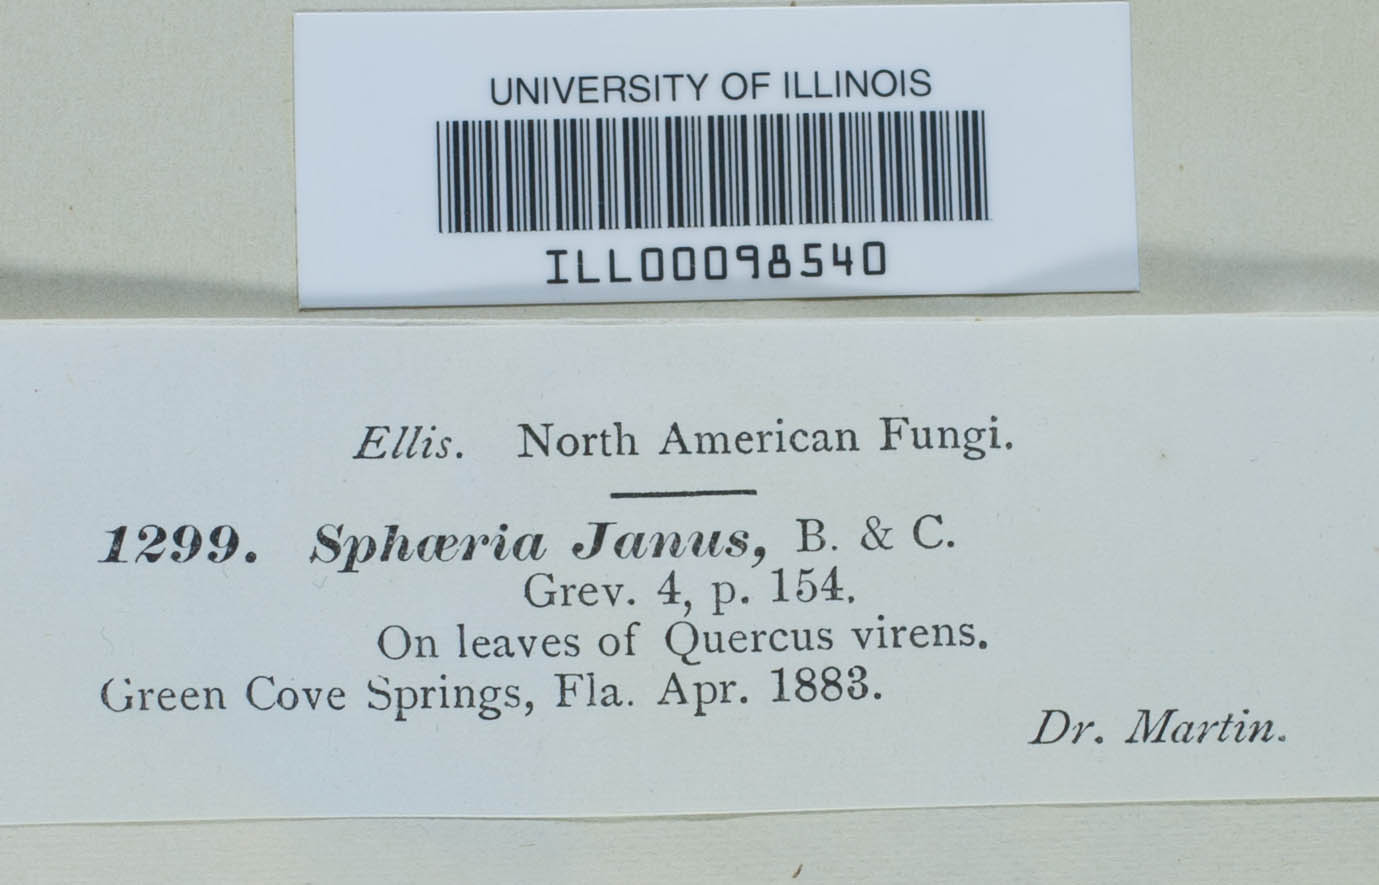 UNIVERSITY OF ILLINOIS
ILL00098540
Ellis. North American Fungi.
1299. Sphæria Janus, B. & C.
Grev. 4, p. 154.
On leaves of Quercus virens.
Green Cove Springs, Fla. Apr. 1883.
Dr. Martin.